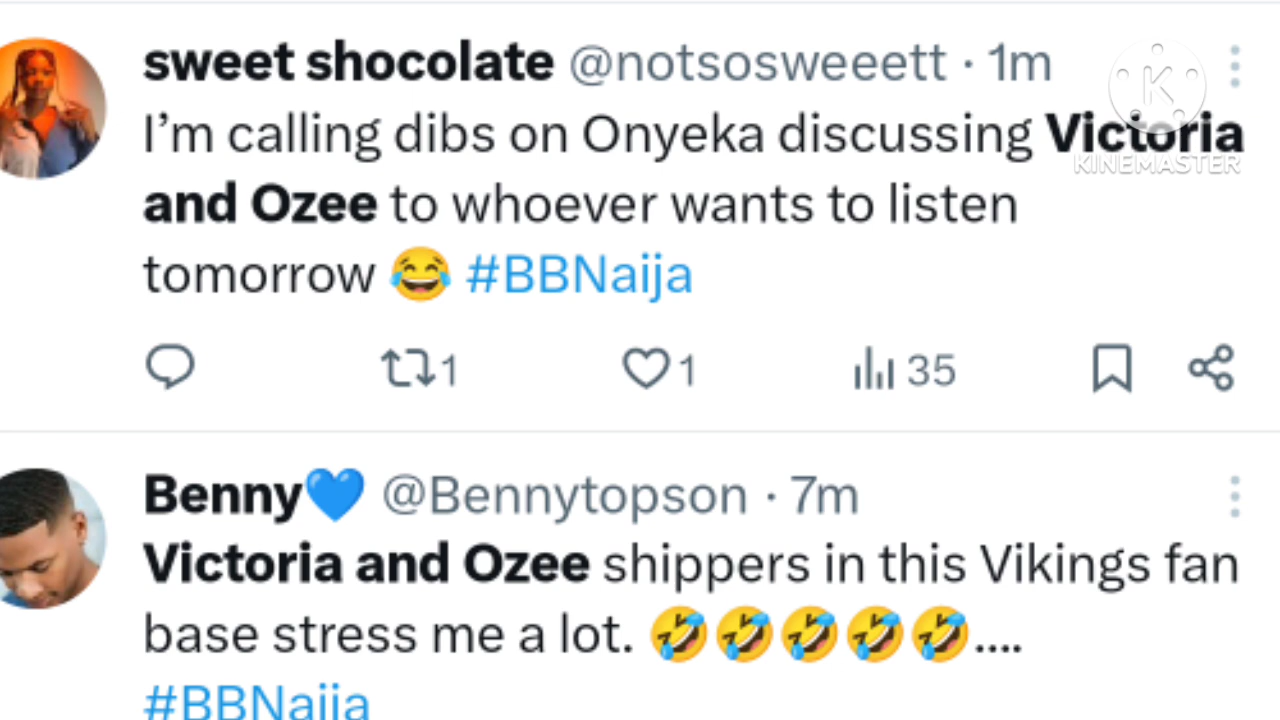 sweet shocolate @notsosweeett · 1m
I'm calling dibs on Onyeka discussing Victoria
KINEMASTER
and Ozee to whoever wants to listen
tomorrow 😂 #BBNaija
1 1 35
Benny💙 @Bennytopson · 7m
Victoria and Ozee shippers in this Vikings fan
base stress me a lot. 🤣🤣🤣🤣🤣....
#BBNaija